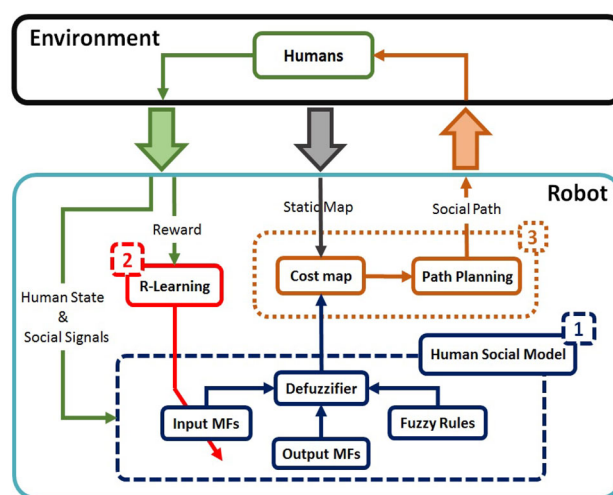 Environment
Humans
Robot
Reward
Static Map
Social Path
3
2
R-Learning
Cost map
Path Planning
Human State
&
Social Signals
1
Human Social Model
Defuzzifier
Input MFs
Fuzzy Rules
Output MFs